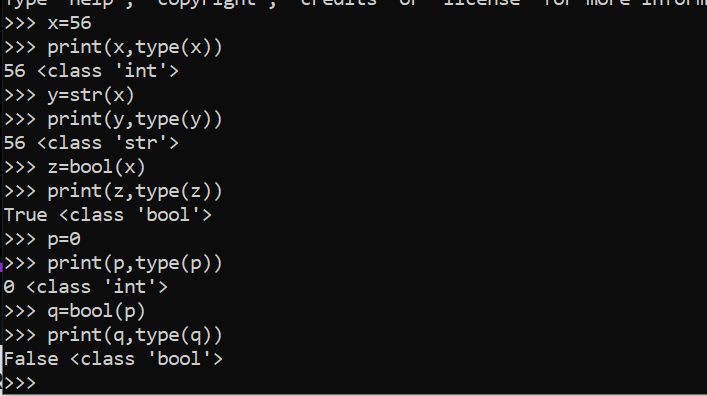 Type "help", "copyright", "credits" or "license" for more inform
>>> x=56
>>> print(x,type(x))
56 <class 'int'>
>>> y=str(x)
>>> print(y,type(y))
56 <class 'str'>
>>> z=bool(x)
>>> print(z,type(z))
True <class 'bool'>
>>> p=0
>>> print(p,type(p))
0 <class 'int'>
>>> q=bool(p)
>>> print(q,type(q))
False <class 'bool'>
>>>